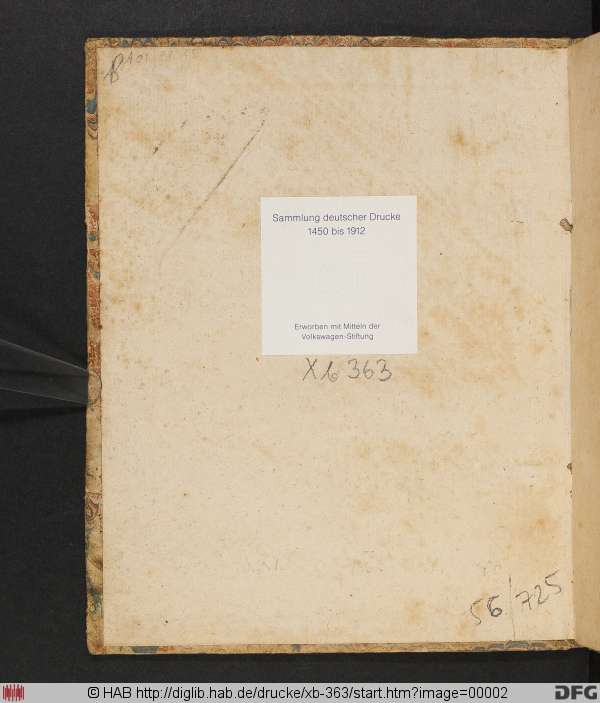 Sammlung deutscher Drucke
1450 bis 1912
Erworben mit Mitteln der
Volkswagen-Stiftung
Xb 363
56/725
© HAB http://diglib.hab.de/drucke/xb-363/start.htm?image=00002
DFG